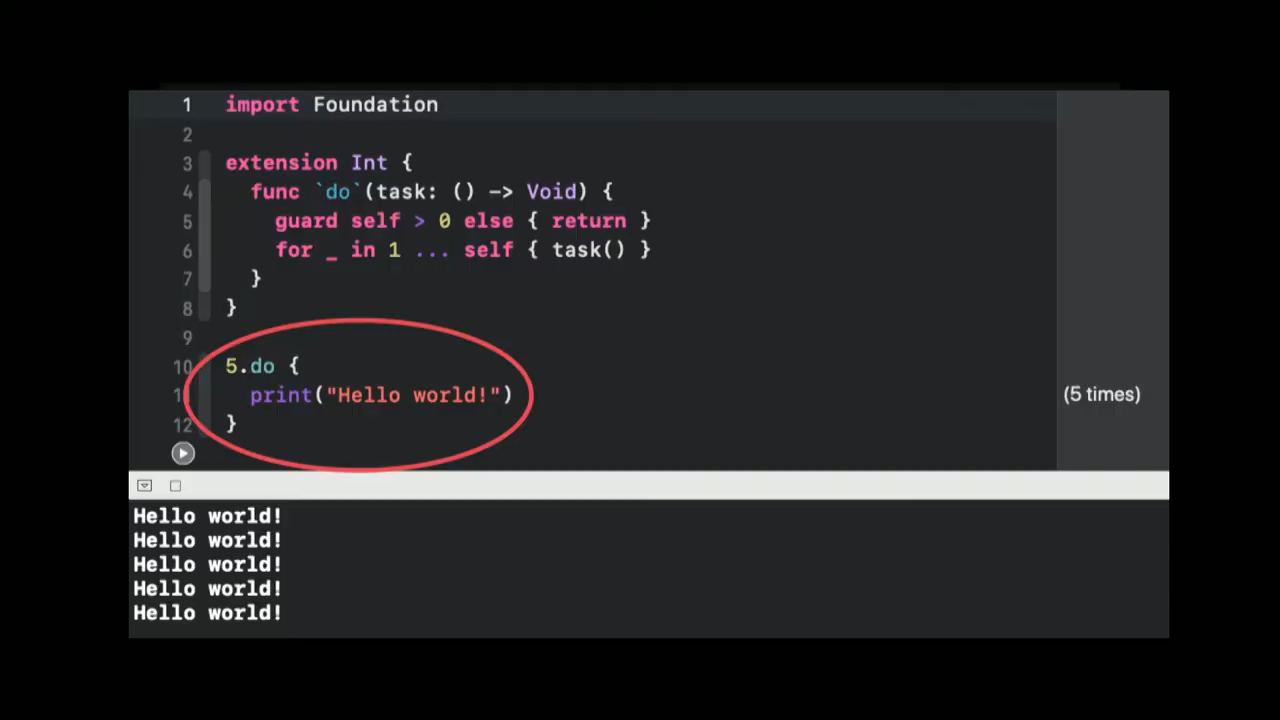 1 import Foundation
2
3 extension Int {
4 func `do`(task: () -> Void) {
5 guard self > 0 else { return }
6 for _ in 1 ... self { task() }
7 }
8 }
9
10 5.do {
11 print("Hello world!") (5 times)
12 }
Hello world!
Hello world!
Hello world!
Hello world!
Hello world!